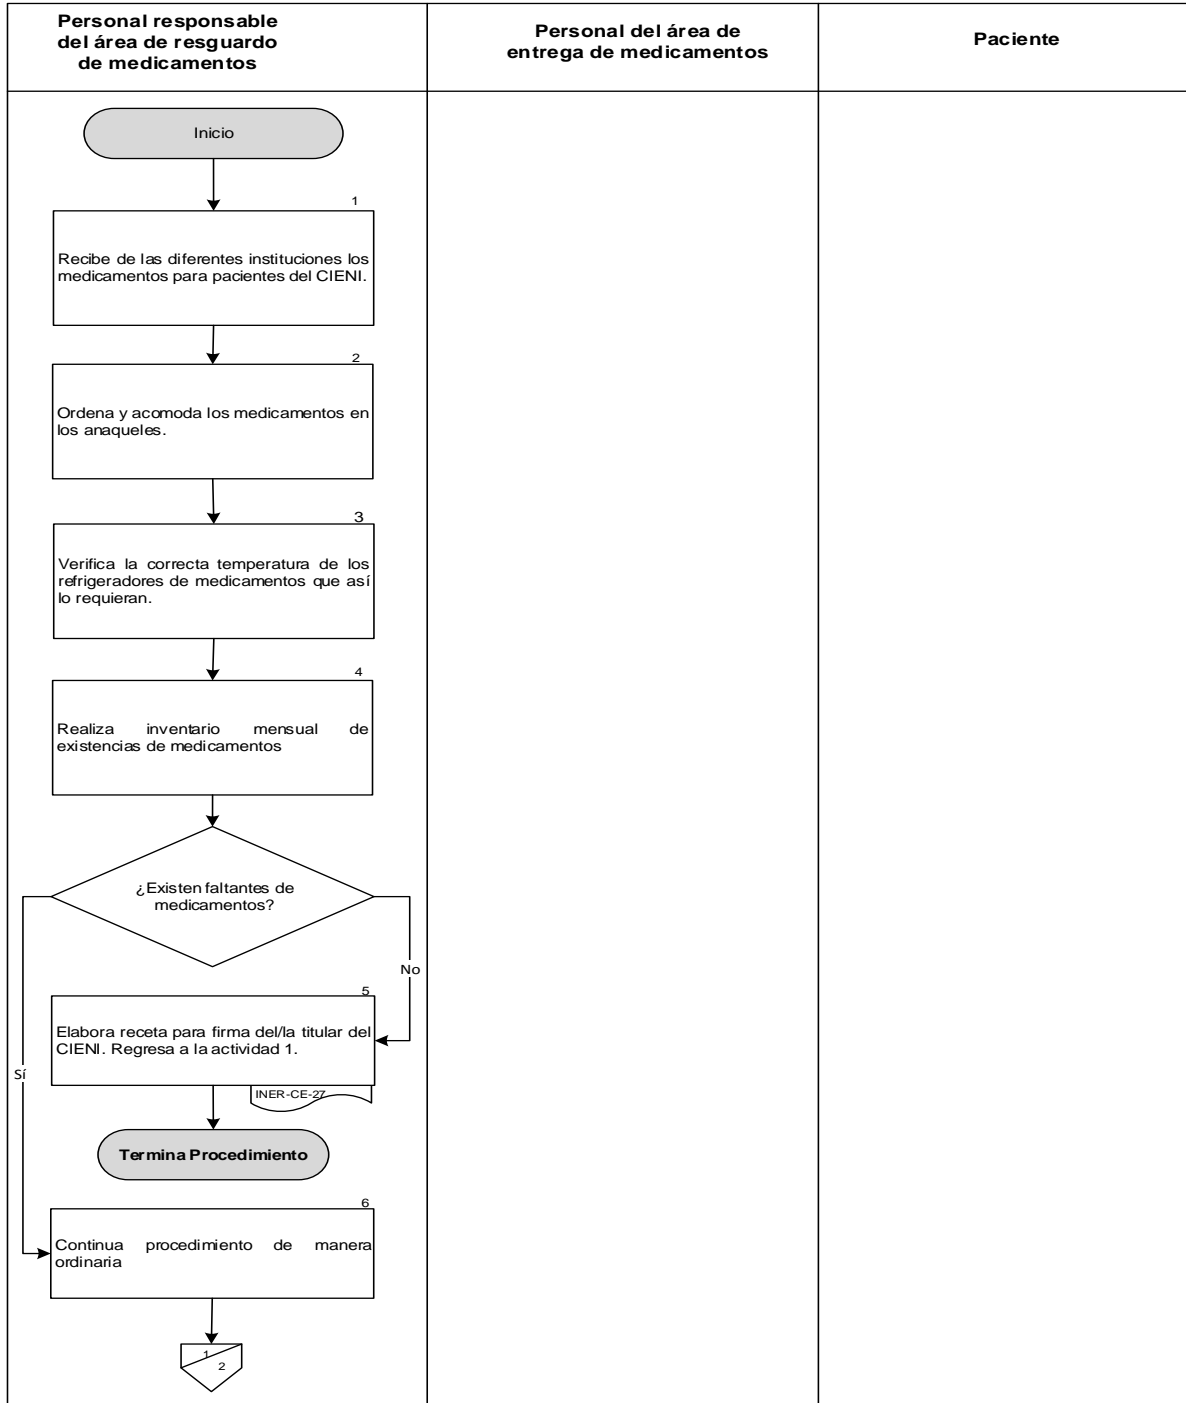 Personal responsable
del área de resguardo
de medicamentos
Personal del área de
entrega de medicamentos
Paciente
Inicio
1
Recibe de las diferentes instituciones los
medicamentos para pacientes del CIENI.
2
Ordena y acomoda los medicamentos en
los anaqueles.
3
Verifica la correcta temperatura de los
refrigeradores de medicamentos que así
lo requieran.
4
Realiza inventario mensual de
existencias de medicamentos
¿Existen faltantes de
medicamentos?
No
5
Elabora receta para firma del/la titular del
CIENI. Regresa a la actividad 1.
Sí
INER-CE-27
Termina Procedimiento
6
Continua procedimiento de manera
ordinaria
1
2